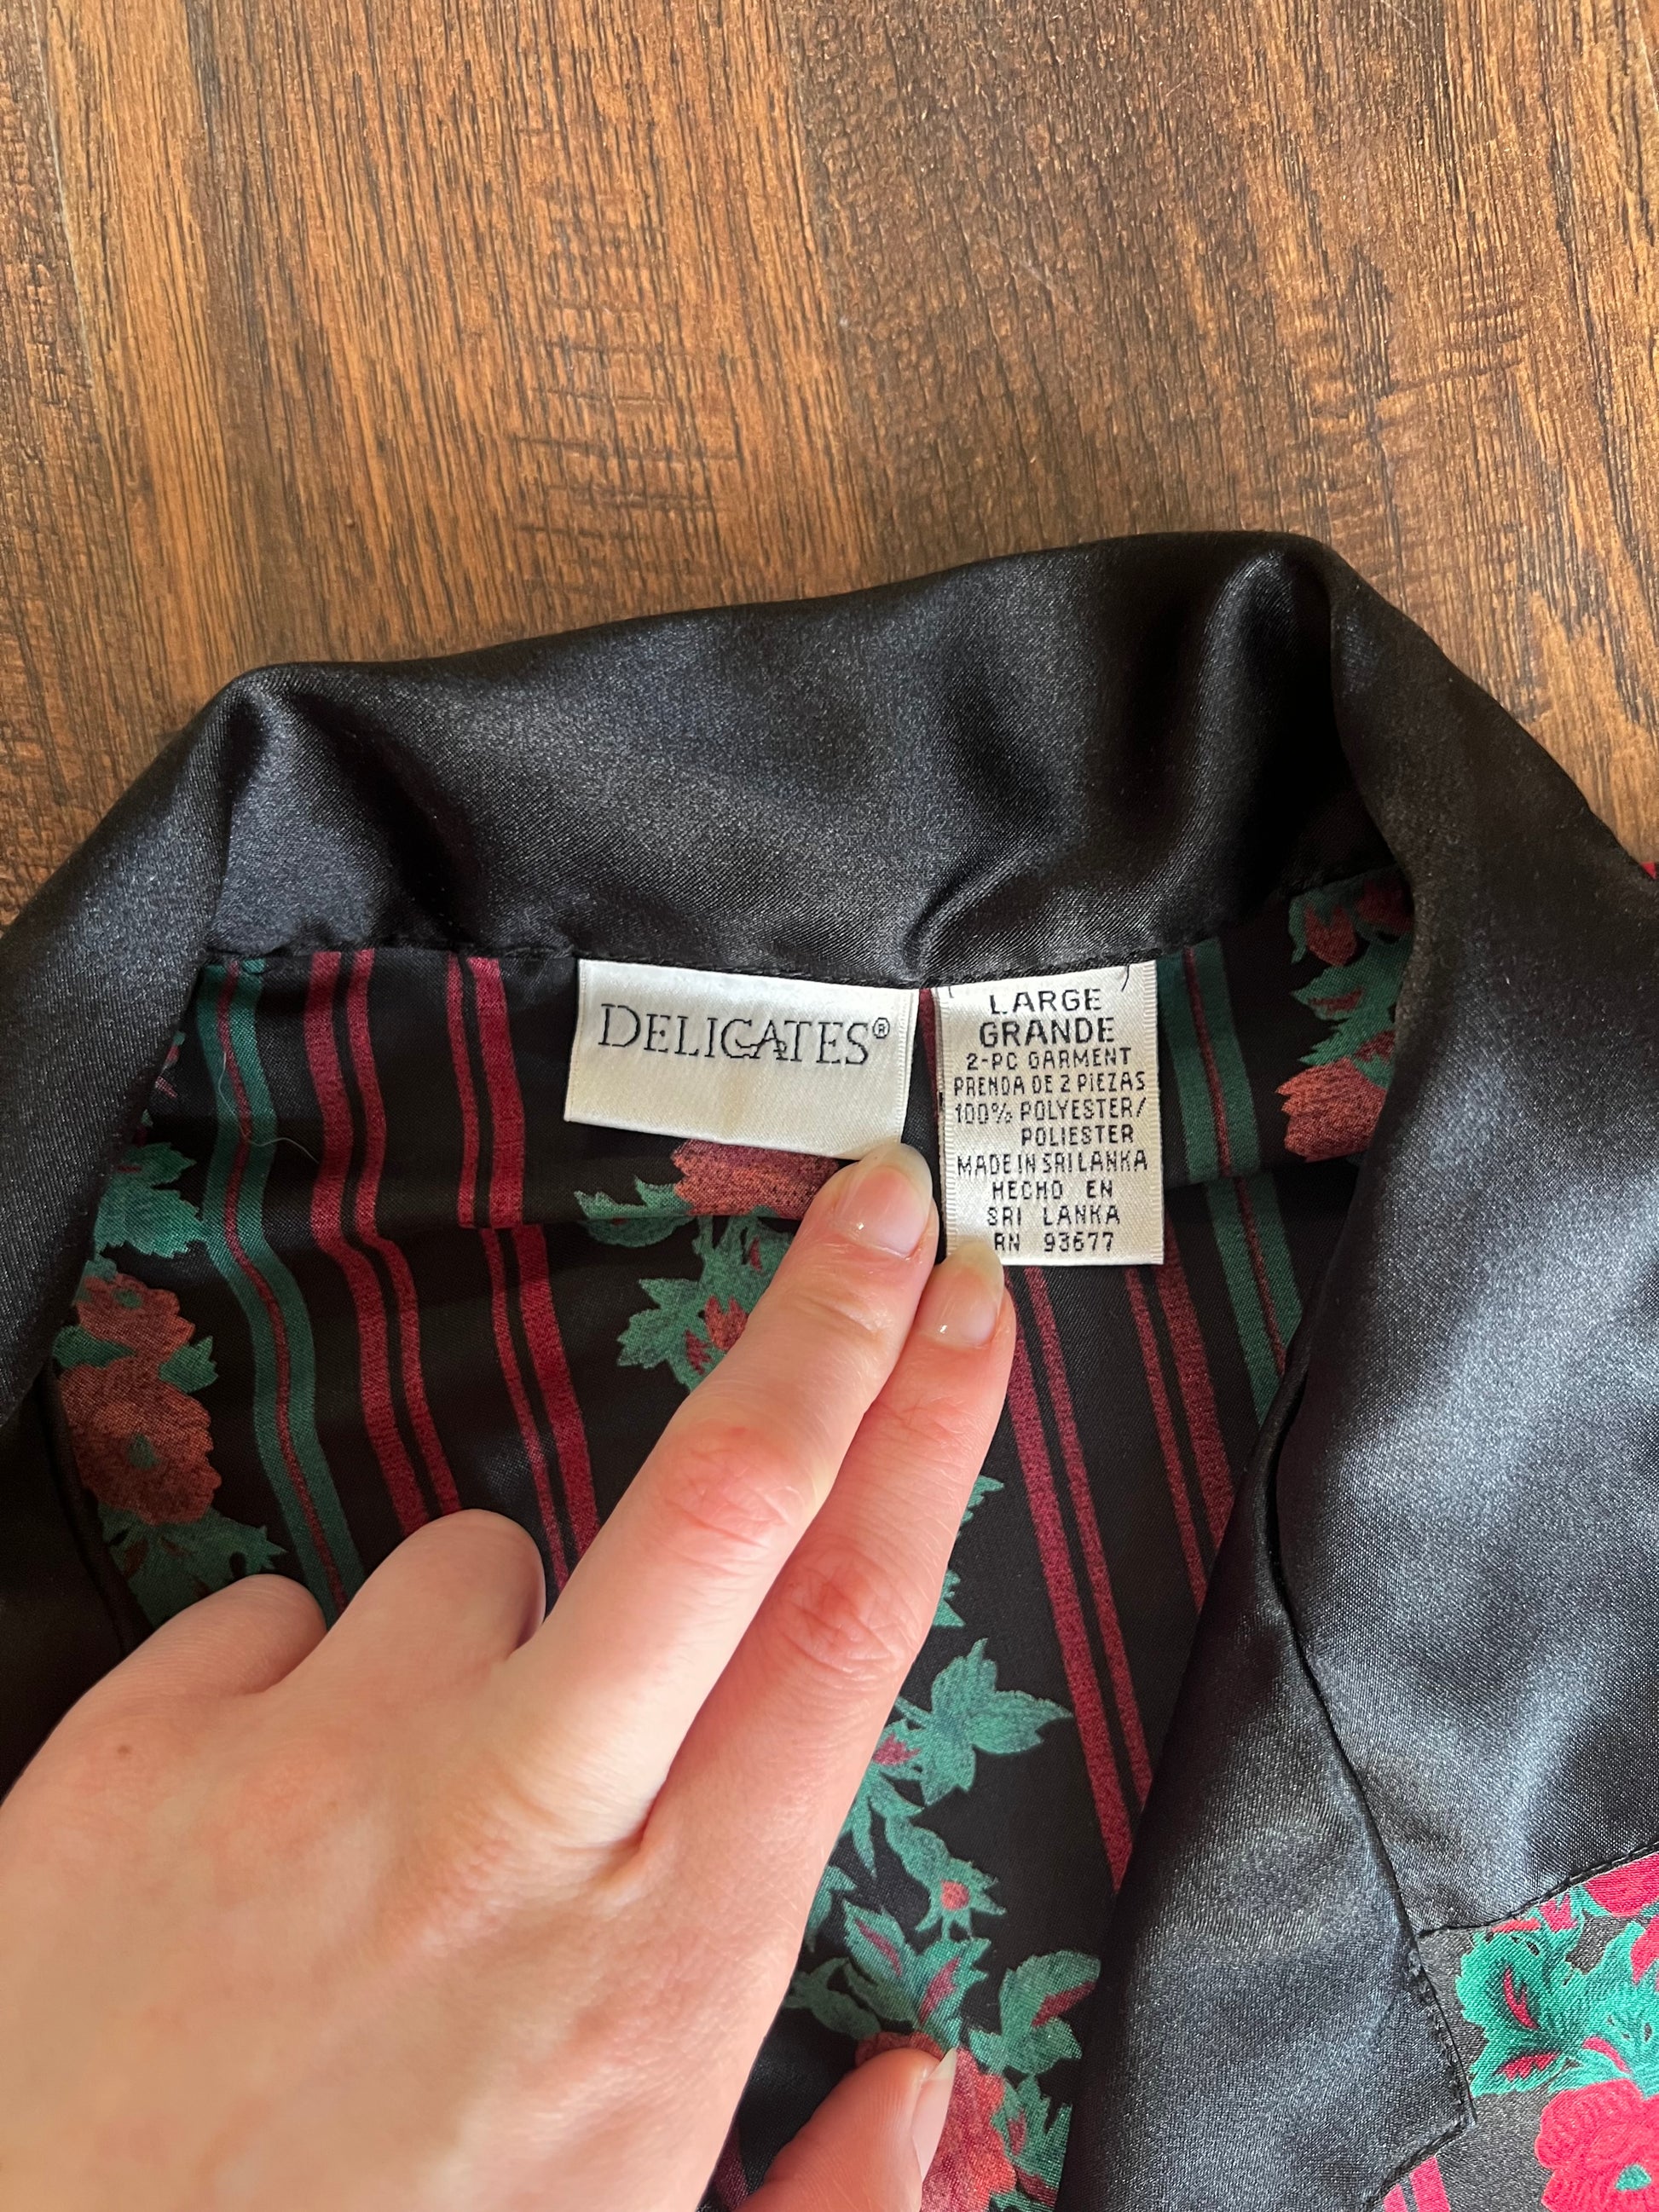 DELICATES®
LARGE
GRANDE
2-PC GARMENT
PRENDA DE 2 PIEZAS
100% POLYESTER/
POLIESTER
MADE IN SRI LANKA
HECHO EN
SRI LANKA
RN 93677